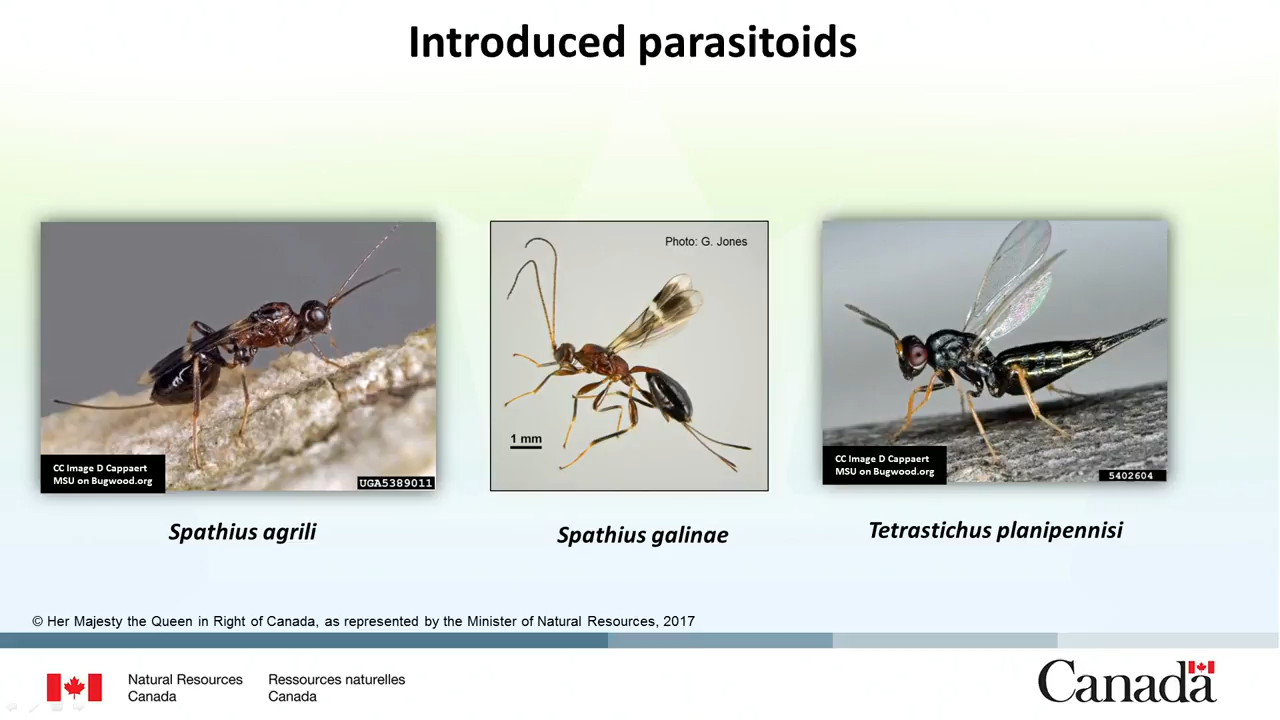 Introduced parasitoids
Photo: G. Jones
1 mm
CC Image D Cappaert
MSU on Bugwood.org
UGA5389011
CC Image D Cappaert
MSU on Bugwood.org
5402604
Spathius agrili
Spathius galinae
Tetrastichus planipennisi
© Her Majesty the Queen in Right of Canada, as represented by the Minister of Natural Resources, 2017
Natural Resources
Canada
Ressources naturelles
Canada
Canada